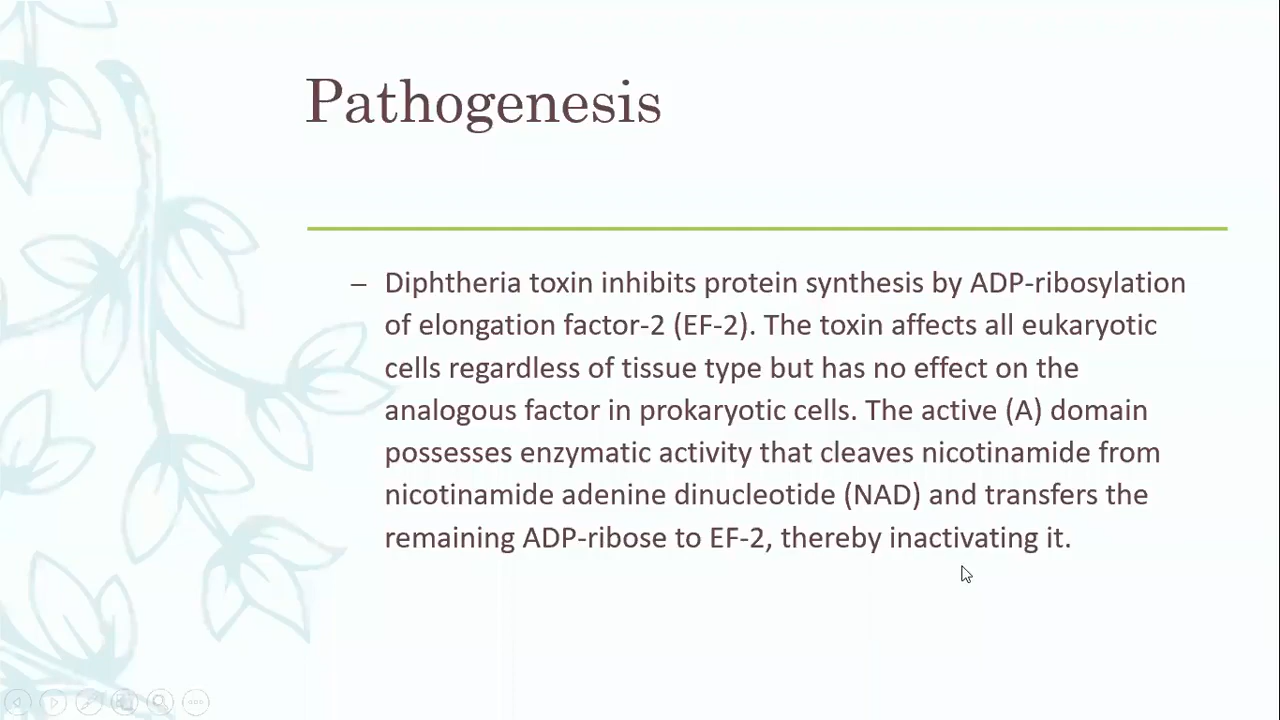 Pathogenesis
– Diphtheria toxin inhibits protein synthesis by ADP-ribosylation
of elongation factor-2 (EF-2). The toxin affects all eukaryotic
cells regardless of tissue type but has no effect on the
analogous factor in prokaryotic cells. The active (A) domain
possesses enzymatic activity that cleaves nicotinamide from
nicotinamide adenine dinucleotide (NAD) and transfers the
remaining ADP-ribose to EF-2, thereby inactivating it.